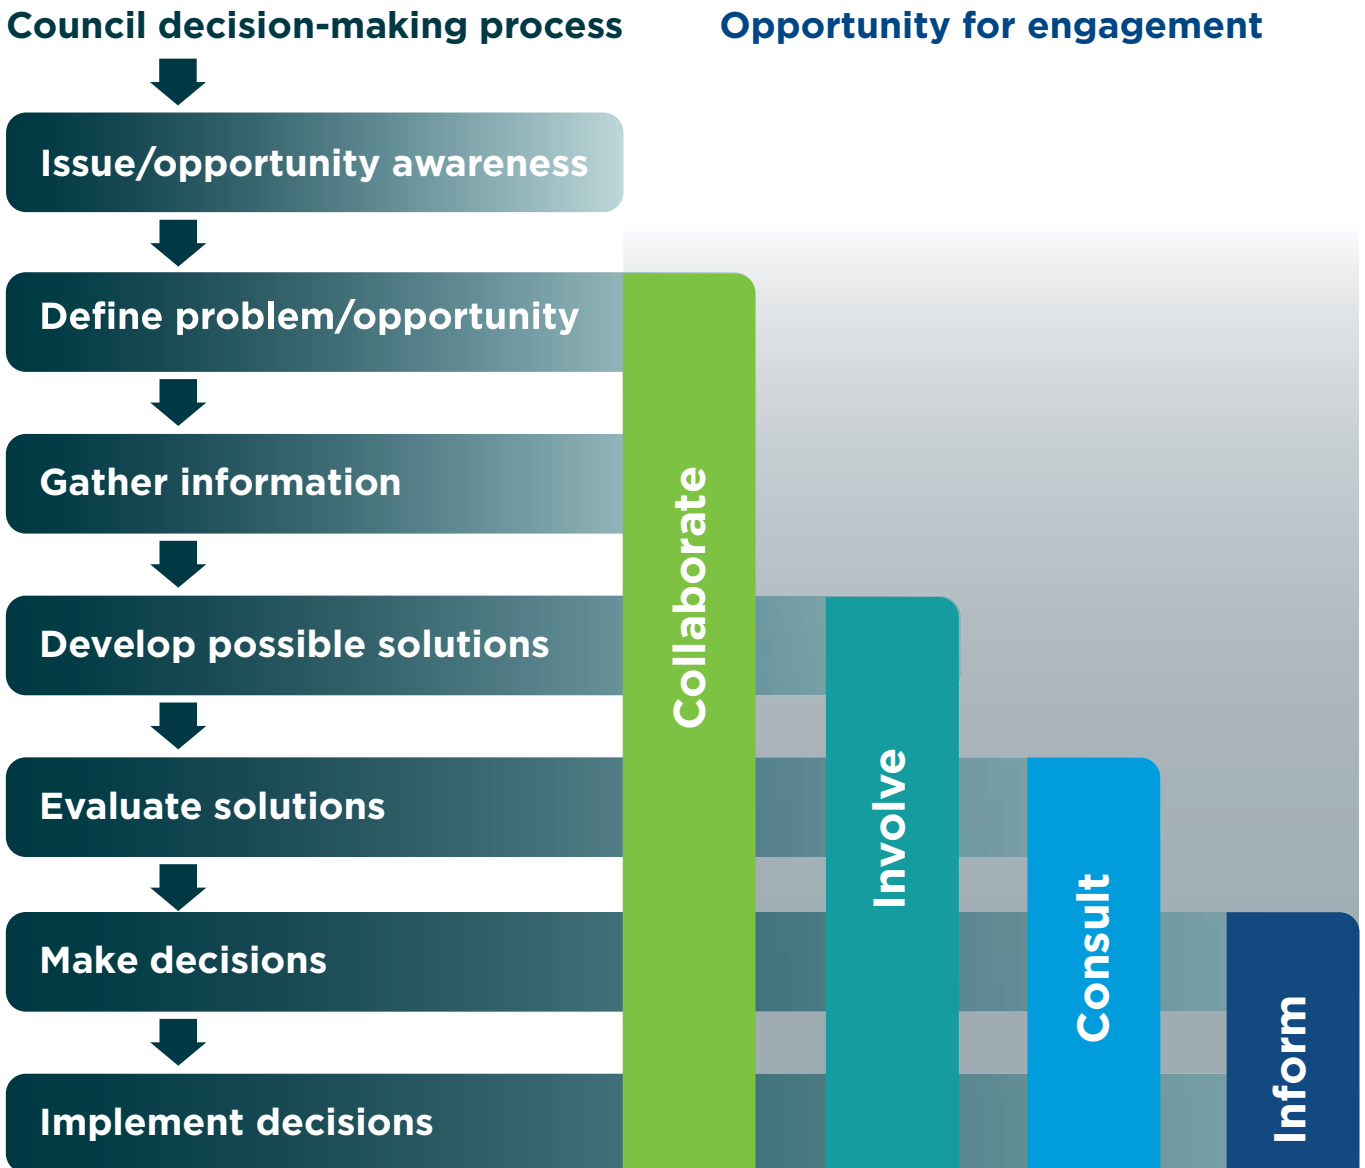 Council decision-making process
Opportunity for engagement
Issue/opportunity awareness
Define problem/opportunity
Gather information
Develop possible solutions
Evaluate solutions
Make decisions
Implement decisions
Collaborate
Involve
Consult
Inform